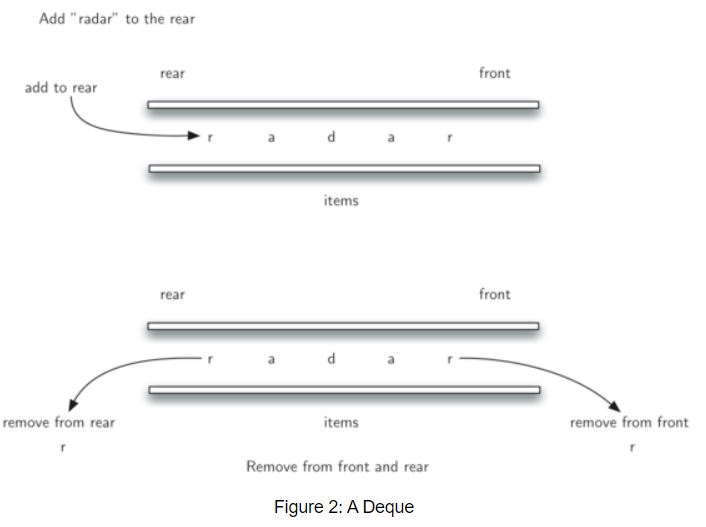 Add "radar" to the rear
rear front
add to rear
r a d a r
items
rear front
r a d a r
remove from rear items remove from front
r r
Remove from front and rear
Figure 2: A Deque